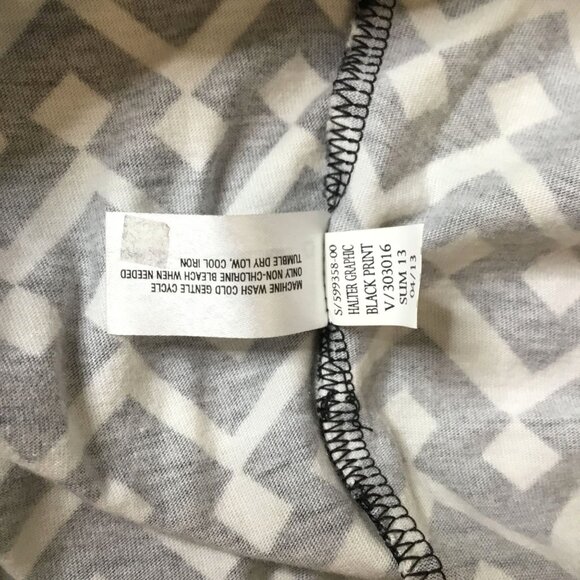 MACHINE WASH COLD GENTLE CYCLE
ONLY NON-CHLORINE BLEACH WHEN NEEDED
TUMBLE DRY LOW, COOL IRON
S/599358-00
HALTER GRAPHIC
BLACK PRINT
V/303016
SUM 13
04/13